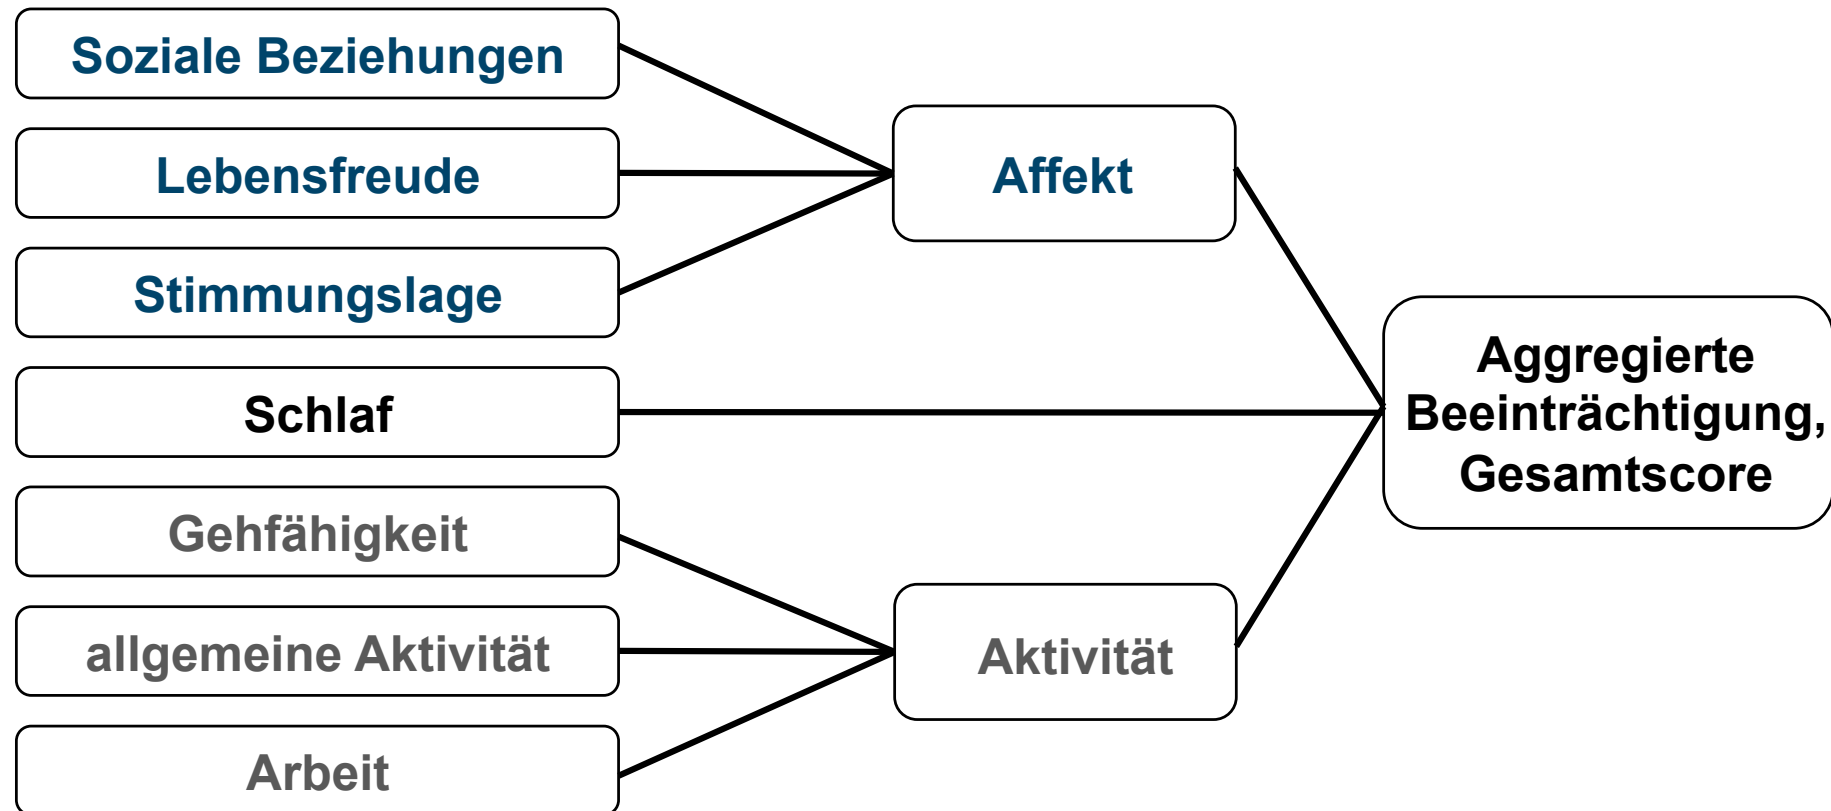 Soziale Beziehungen
Lebensfreude
Stimmungslage
Schlaf
Gehfähigkeit
allgemeine Aktivität
Arbeit
Affekt
Aktivität
Aggregierte
Beeinträchtigung,
Gesamtscore